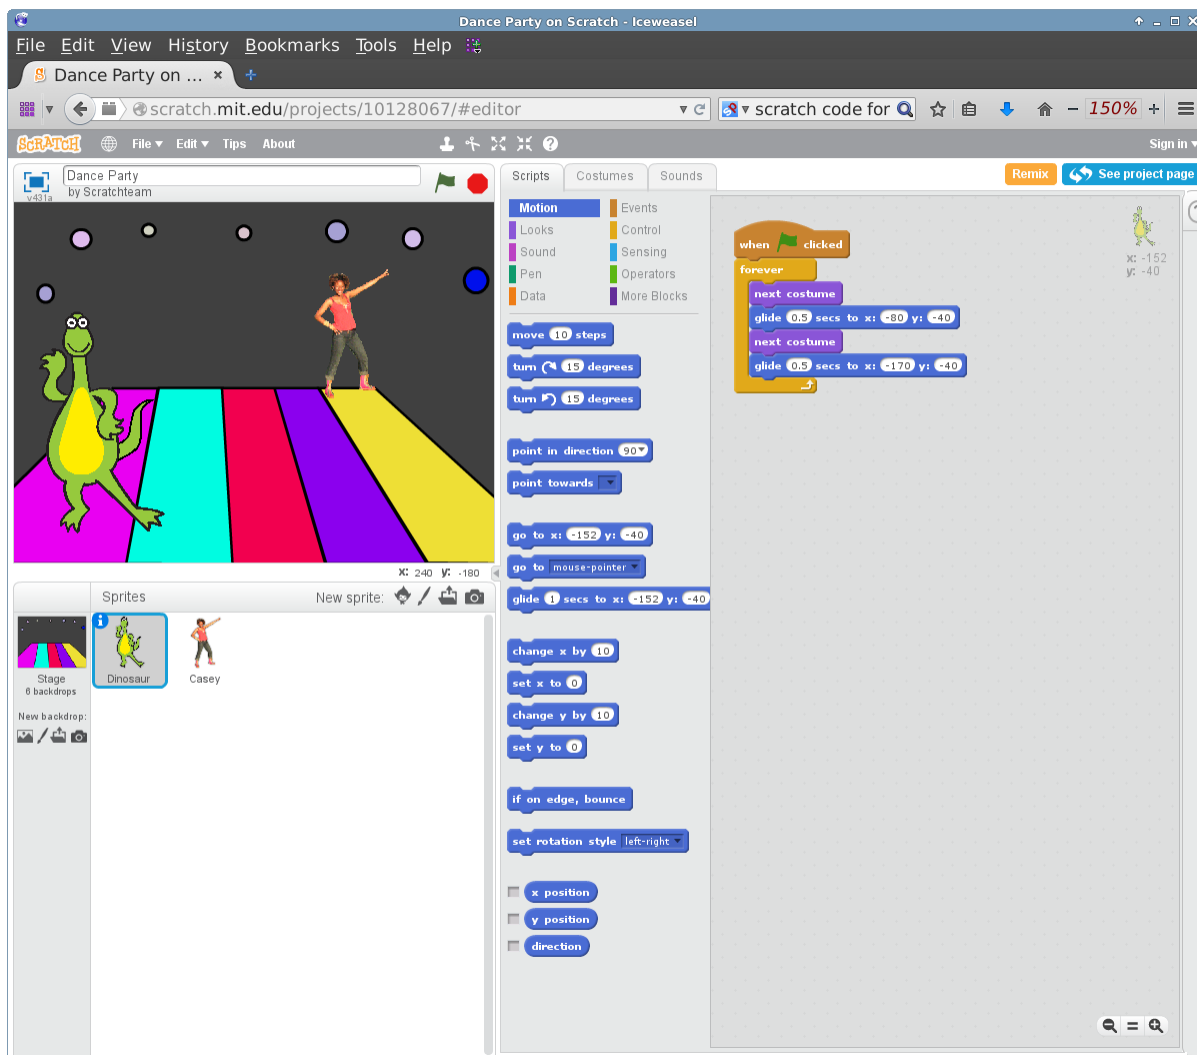 Dance Party on Scratch - Iceweasel
File Edit View History Bookmarks Tools Help
Dance Party on ...
scratch.mit.edu/projects/10128067/#editor
scratch code for
150%
SCRATCH
File Edit Tips About
Sign in
v431a
Dance Party
by Scratchteam
Scripts Costumes Sounds
Remix
See project page
Motion
Looks
Sound
Pen
Data
Events
Control
Sensing
Operators
More Blocks
move 10 steps
turn 15 degrees
turn 15 degrees
point in direction 90
point towards
go to x: -152 y: -40
go to mouse-pointer
glide 1 secs to x: -152 y: -40
change x by 10
set x to 0
change y by 10
set y to 0
if on edge, bounce
set rotation style left-right
x position
y position
direction
when clicked
forever
next costume
glide 0.5 secs to x: -80 y: -40
next costume
glide 0.5 secs to x: -170 y: -40
x: -152
y: -40
X: 240 y: -180
Sprites
New sprite:
Stage
6 backdrops
New backdrop:
Dinosaur
Casey